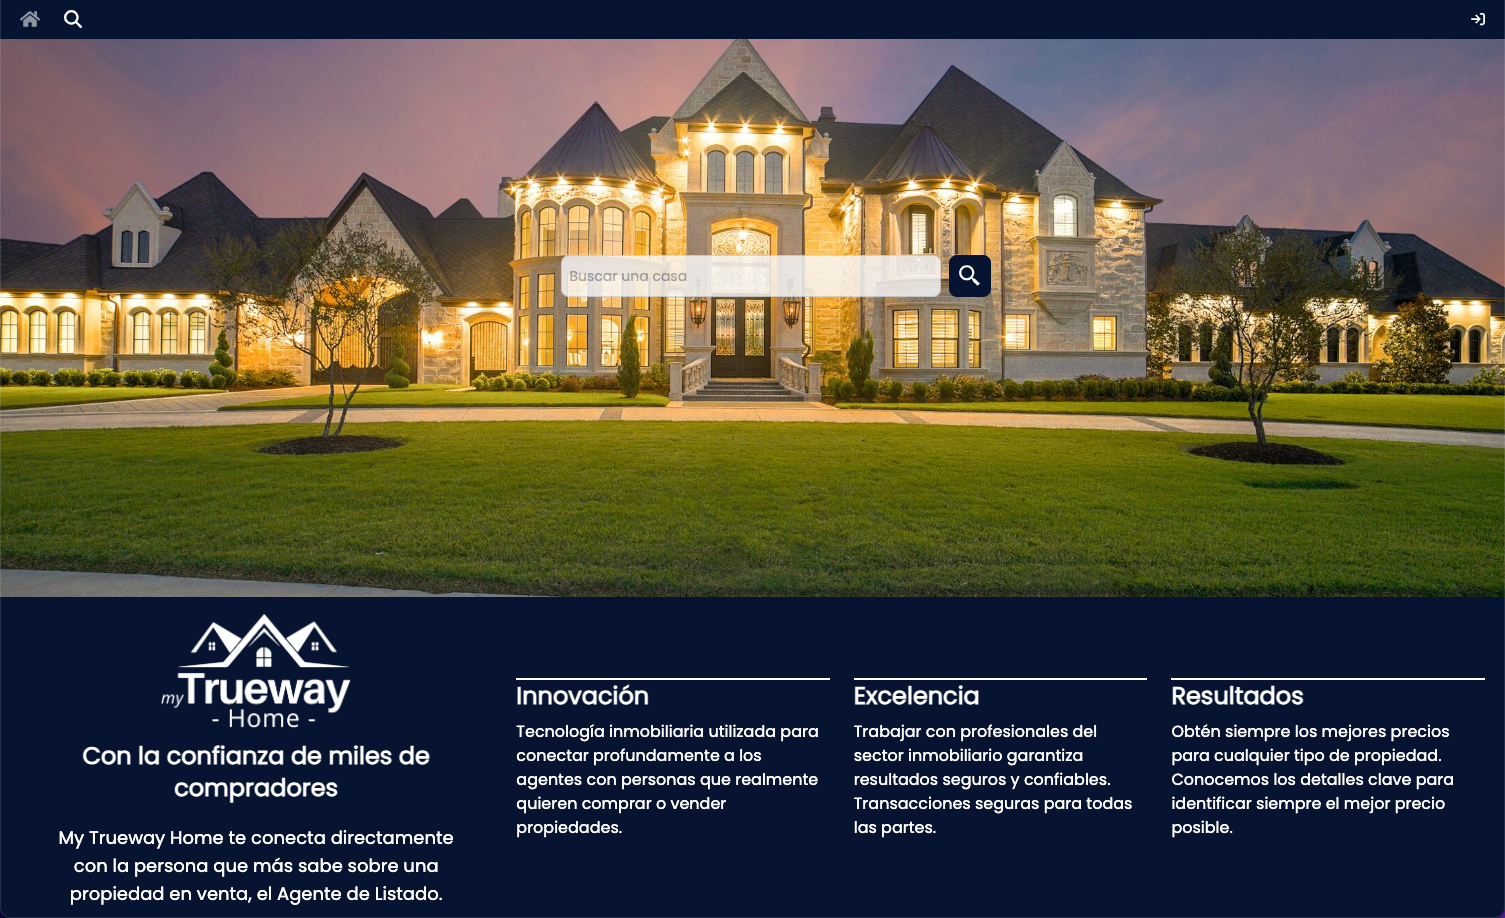 Buscar una casa
my Trueway
- Home -
Con la confianza de miles de
compradores
My Trueway Home te conecta directamente
con la persona que más sabe sobre una
propiedad en venta, el Agente de Listado.
Innovación
Tecnología inmobiliaria utilizada para
conectar profundamente a los
agentes con personas que realmente
quieren comprar o vender
propiedades.
Excelencia
Trabajar con profesionales del
sector inmobiliario garantiza
resultados seguros y confiables.
Transacciones seguras para todas
las partes.
Resultados
Obtén siempre los mejores precios
para cualquier tipo de propiedad.
Conocemos los detalles clave para
identificar siempre el mejor precio
posible.